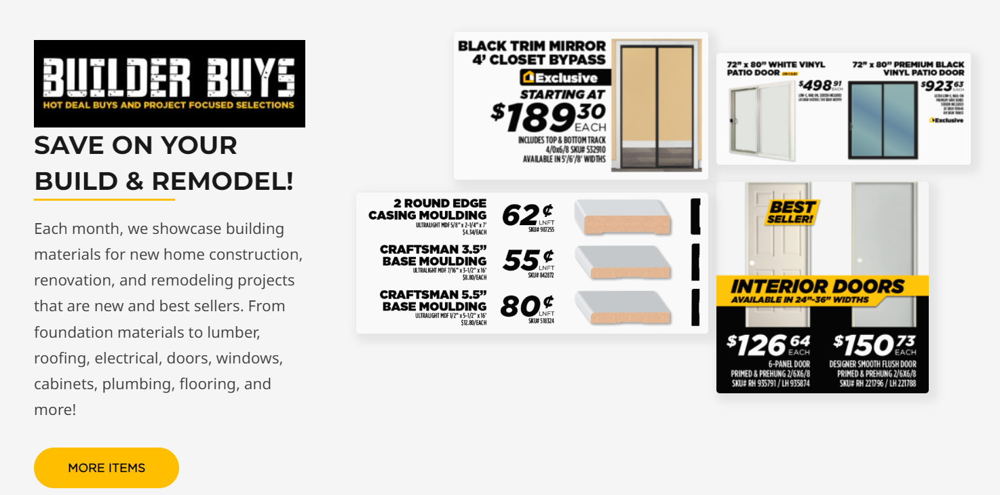 BUILDER BUYS
HOT DEAL BUYS AND PROJECT FOCUSED SELECTIONS
SAVE ON YOUR
BUILD & REMODEL!
Each month, we showcase building
materials for new home construction,
renovation, and remodeling projects
that are new and best sellers. From
foundation materials to lumber,
roofing, electrical, doors, windows,
cabinets, plumbing, flooring, and
more!
MORE ITEMS
BLACK TRIM MIRROR
4' CLOSET BYPASS
Exclusive
STARTING AT
$189 30
EACH
INCLUDES TOP & BOTTOM TRACK
4/0x6/8 SKU# 532910
AVAILABLE IN 5'/6'/8' WIDTHS
72” x 80” WHITE VINYL
PATIO DOOR
$498 91
EACH
72” x 80” PREMIUM BLACK
VINYL PATIO DOOR
$923 63
EACH
SCREEN INCLUDED
Exclusive
2 ROUND EDGE
CASING MOULDING
ULTRALIGHT MDF 5/8" x 2-1/4" x 7'
$4.34/EACH
62¢
LNFT
SKU# 987255
CRAFTSMAN 3.5”
BASE MOULDING
ULTRALIGHT MDF 7/16" x 3-1/2" x 16'
$8.80/EACH
55¢
LNFT
SKU# 842872
CRAFTSMAN 5.5”
BASE MOULDING
ULTRALIGHT MDF 1/2" x 5-1/2" x 16'
$12.80/EACH
80¢
LNFT
SKU# 518324
BEST
SELLER!
INTERIOR DOORS
AVAILABLE IN 24”-36” WIDTHS
$126 64
EACH
6-PANEL DOOR
PRIMED & PREHUNG 2/6X6/8
SKU# RH 935791 / LH 935874
$150 73
EACH
DESIGNER SMOOTH FLUSH DOOR
PRIMED & PREHUNG 2/6X6/8
SKU# RH 221796 / LH 221788